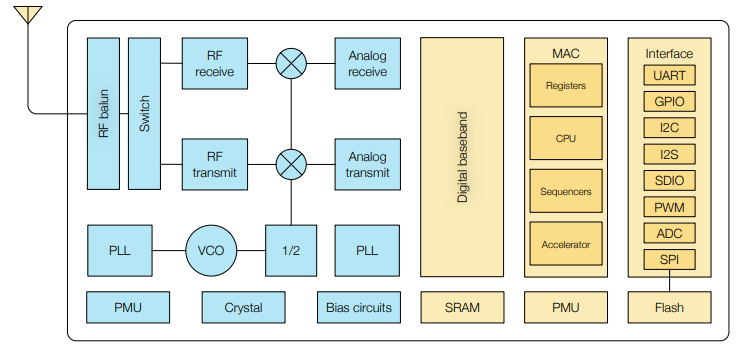 RF balun
Switch
RF
receive
Analog
receive
RF
transmit
Analog
transmit
PLL
VCO
1/2
PLL
PMU
Crystal
Bias circuits
Digital baseband
SRAM
MAC
Registers
CPU
Sequencers
Accelerator
PMU
Interface
UART
GPIO
I2C
I2S
SDIO
PWM
ADC
SPI
Flash